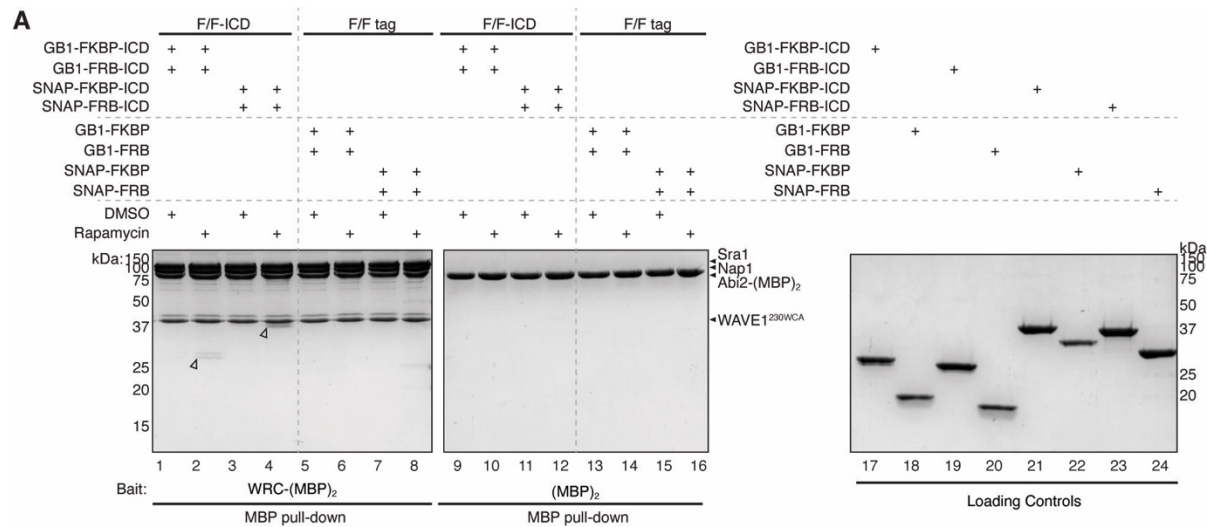 A
F/F-ICD F/F tag F/F-ICD F/F tag
GB1-FKBP-ICD + + + + GB1-FKBP-ICD +
GB1-FRB-ICD + + + + GB1-FRB-ICD +
SNAP-FKBP-ICD + + + + SNAP-FKBP-ICD +
SNAP-FRB-ICD + + + + SNAP-FRB-ICD +
GB1-FKBP + + + + GB1-FKBP +
GB1-FRB + + + + GB1-FRB +
SNAP-FKBP + + + + SNAP-FKBP +
SNAP-FRB + + + + SNAP-FRB +
DMSO + + + + + + + +
Rapamycin + + + + + + + +
kDa: 150
100
75
50
37
25
20
15
Sra1
Nap1
Abi2-(MBP)₂
WAVE1²³⁰ᵂᶜᴬ
kDa
150
100
75
50
37
25
20
1 2 3 4 5 6 7 8 9 10 11 12 13 14 15 16
17 18 19 20 21 22 23 24
Bait: WRC-(MBP)₂ (MBP)₂
MBP pull-down MBP pull-down
Loading Controls